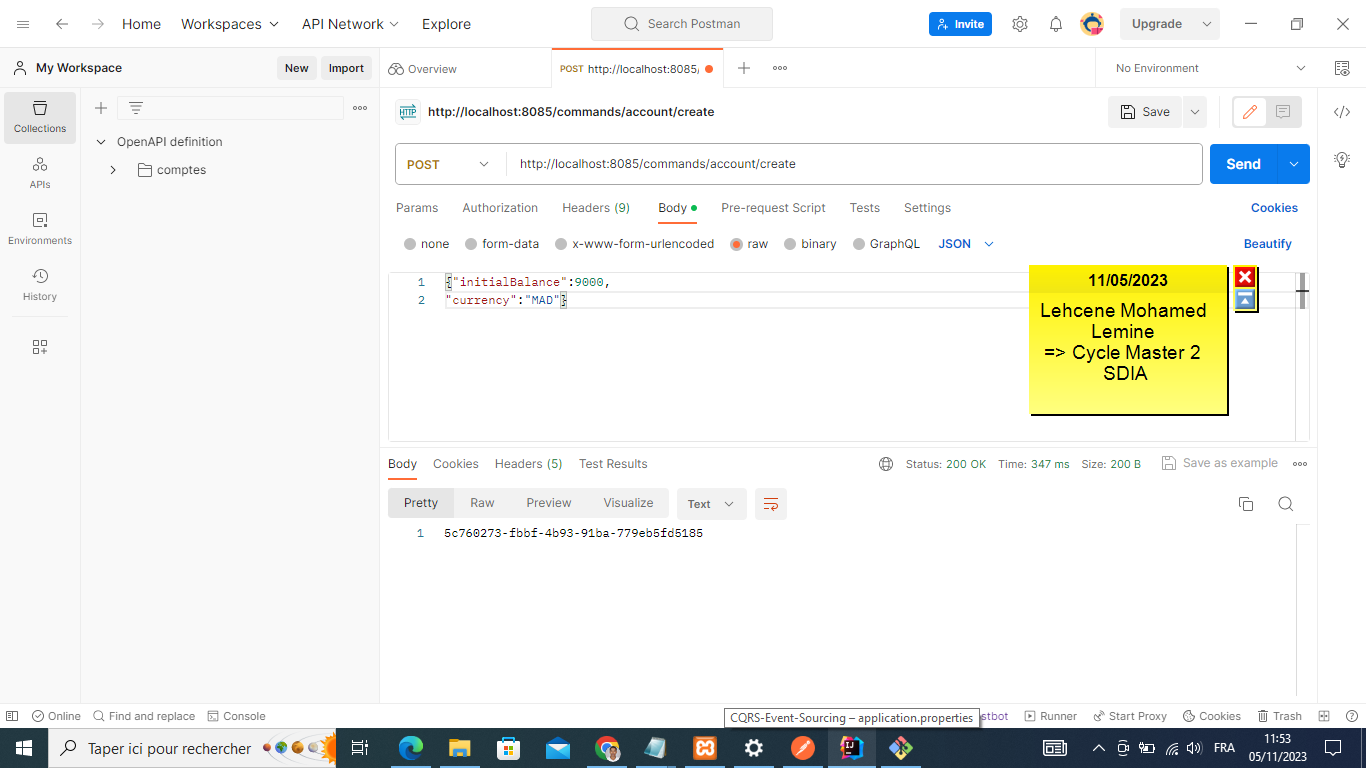 Home Workspaces API Network Explore Search Postman Invite Upgrade
My Workspace New Import Overview POST http://localhost:8085/ No Environment
Collections
APIs
Environments
History
OpenAPI definition
comptes
HTTP http://localhost:8085/commands/account/create Save
POST http://localhost:8085/commands/account/create Send
Params Authorization Headers (9) Body Pre-request Script Tests Settings Cookies
none form-data x-www-form-urlencoded raw binary GraphQL JSON Beautify
1 {"initialBalance":9000,
2 "currency":"MAD"}
11/05/2023
Lehcene Mohamed
Lemine
=> Cycle Master 2
SDIA
Body Cookies Headers (5) Test Results Status: 200 OK Time: 347 ms Size: 200 B Save as example
Pretty Raw Preview Visualize Text
1 5c760273-fbbf-4b93-91ba-779eb5fd5185
Online Find and replace Console CQRS-Event-Sourcing – application.properties stbot Runner Start Proxy Cookies Trash
Taper ici pour rechercher FRA 11:53
05/11/2023